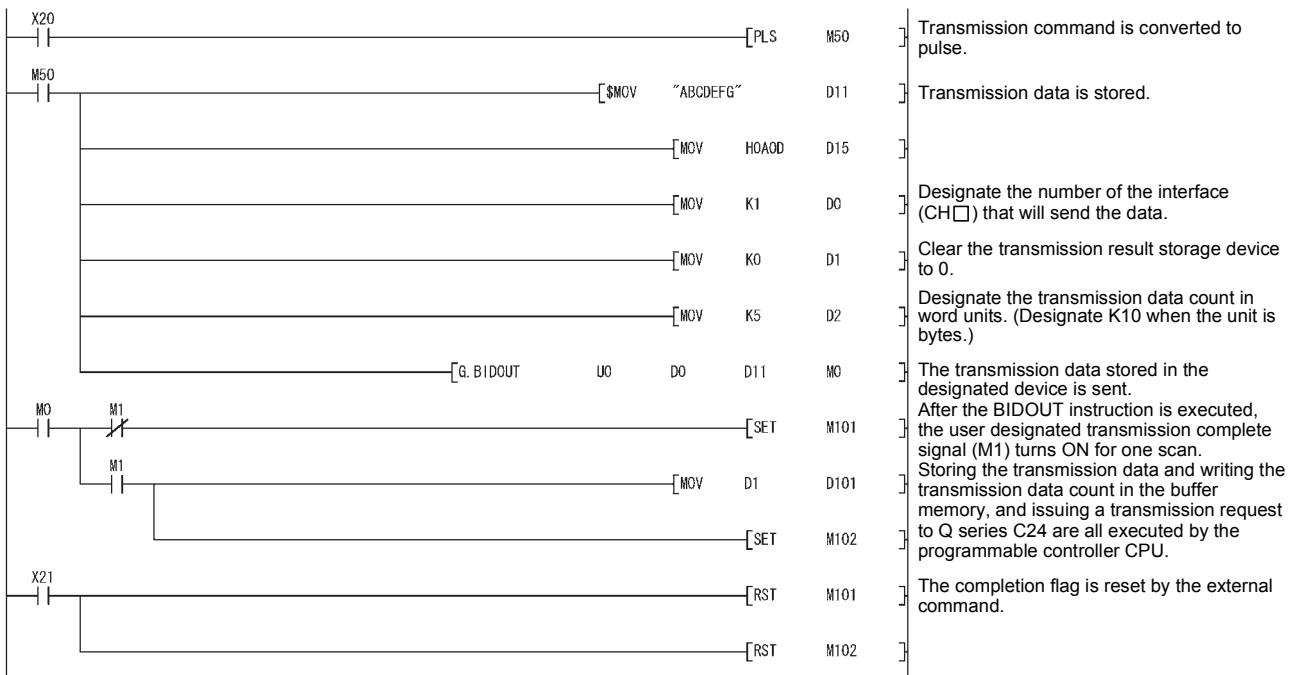 X20
[PLS M50 ]
Transmission command is converted to
pulse.
M50
[$MOV "ABCDEFG" D11 ]
Transmission data is stored.
[MOV H0A0D D15 ]
[MOV K1 D0 ]
Designate the number of the interface
(CH□) that will send the data.
[MOV K0 D1 ]
Clear the transmission result storage device
to 0.
[MOV K5 D2 ]
Designate the transmission data count in
word units. (Designate K10 when the unit is
bytes.)
[G.BIDOUT U0 D0 D11 M0 ]
The transmission data stored in the
designated device is sent.
M0 M1
[SET M101 ]
After the BIDOUT instruction is executed,
the user designated transmission complete
signal (M1) turns ON for one scan.
M1
[MOV D1 D101 ]
Storing the transmission data and writing the
transmission data count in the buffer
memory, and issuing a transmission request
[SET M102 ]
to Q series C24 are all executed by the
programmable controller CPU.
X21
[RST M101 ]
The completion flag is reset by the external
command.
[RST M102 ]